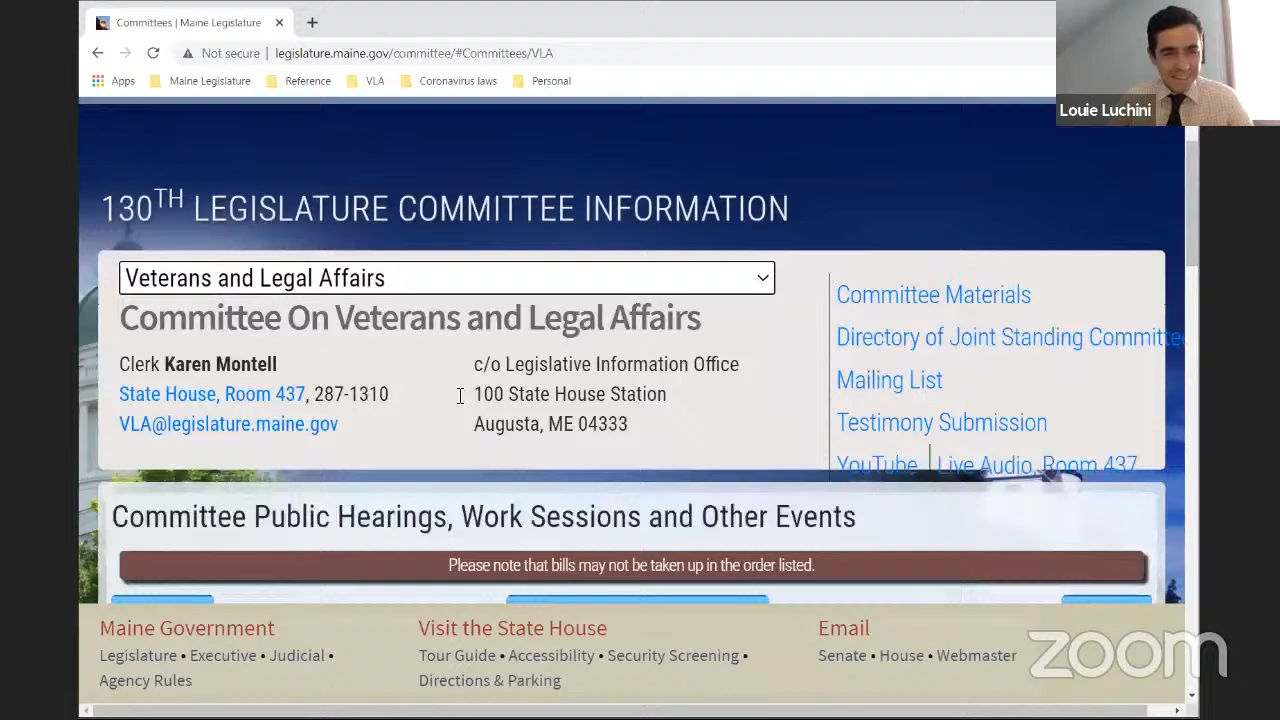 Committees | Maine Legislature
Not secure | legislature.maine.gov/committee/#Committees/VLA
Apps Maine Legislature Reference VLA Coronavirus laws Personal
Louie Luchini
130TH LEGISLATURE COMMITTEE INFORMATION
Veterans and Legal Affairs
Committee On Veterans and Legal Affairs
Clerk Karen Montell
State House, Room 437, 287-1310
VLA@legislature.maine.gov
c/o Legislative Information Office
100 State House Station
Augusta, ME 04333
Committee Materials
Directory of Joint Standing Committee
Mailing List
Testimony Submission
YouTube | Live Audio, Room 437
Committee Public Hearings, Work Sessions and Other Events
Please note that bills may not be taken up in the order listed.
Maine Government
Legislature • Executive • Judicial •
Agency Rules
Visit the State House
Tour Guide • Accessibility • Security Screening •
Directions & Parking
Email
Senate • House • Webmaster
zoom